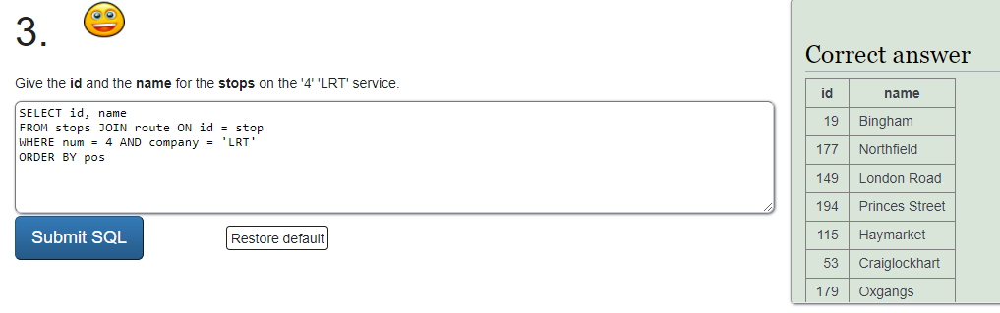 3.
Give the id and the name for the stops on the '4' 'LRT' service.
SELECT id, name
FROM stops JOIN route ON id = stop
WHERE num = 4 AND company = 'LRT'
ORDER BY pos
Submit SQL
Restore default
Correct answer
id name
19 Bingham
177 Northfield
149 London Road
194 Princes Street
115 Haymarket
53 Craiglockhart
179 Oxgangs